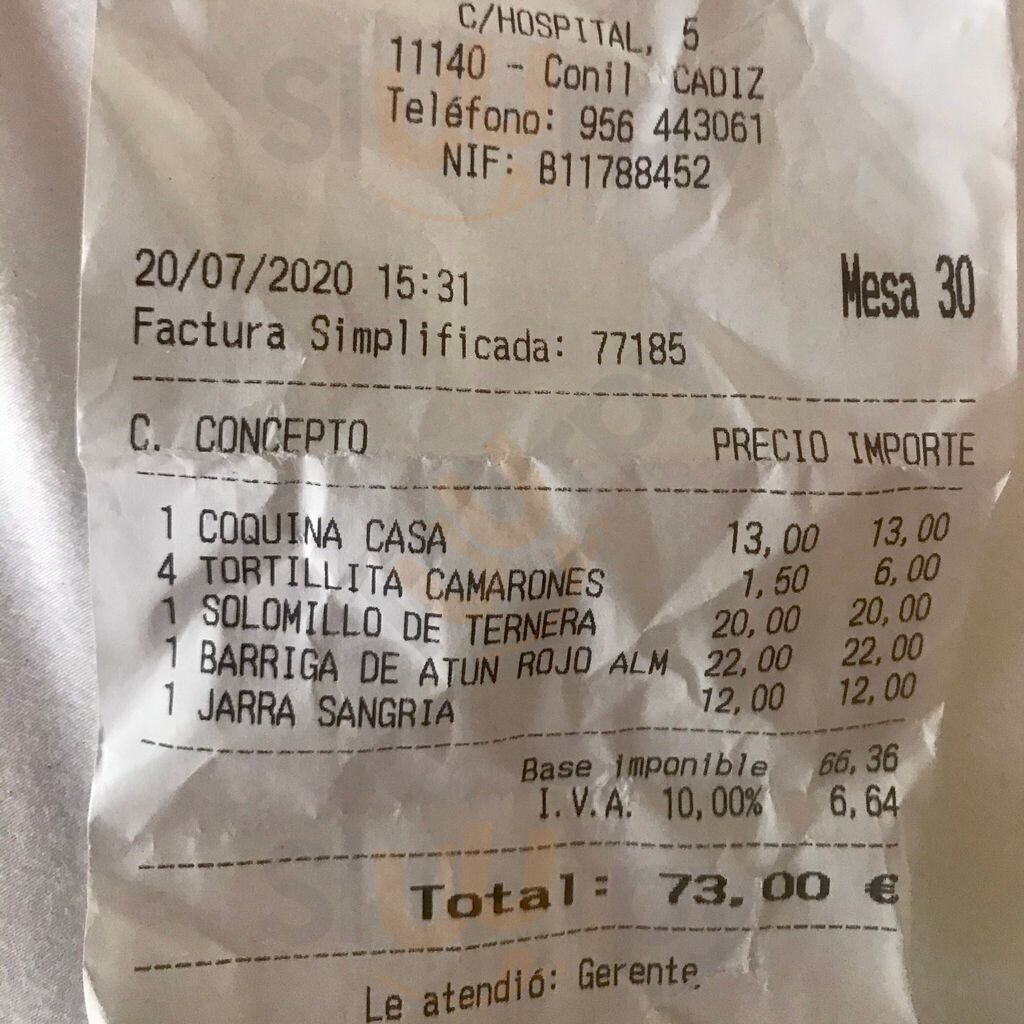 C/HOSPITAL, 5
11140 - Conil CADIZ
Teléfono: 956 443061
NIF: B11788452
20/07/2020 15:31 Mesa 30
Factura Simplificada: 77185
C. CONCEPTO PRECIO IMPORTE
1 COQUINA CASA 13,00 13,00
4 TORTILLITA CAMARONES 1,50 6,00
1 SOLOMILLO DE TERNERA 20,00 20,00
1 BARRIGA DE ATUN ROJO ALM 22,00 22,00
1 JARRA SANGRIA 12,00 12,00
Base imponible 66,36
I.V.A. 10,00% 6,64
Total: 73,00 €
Le atendió: Gerente